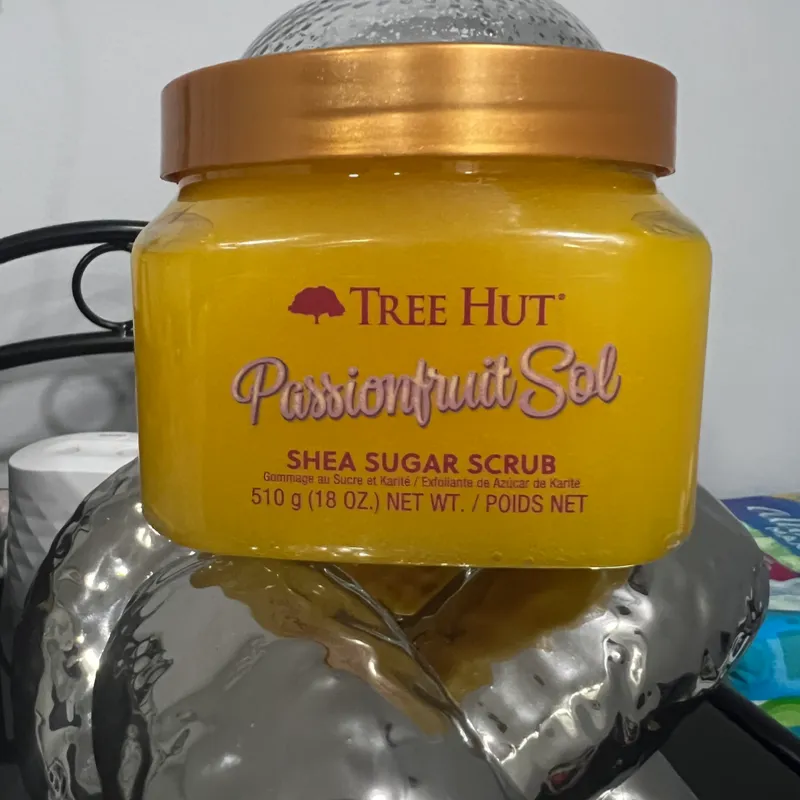 TREE HUT®
Passionfruit Sol
SHEA SUGAR SCRUB
Gommage au Sucre et Karité / Exfoliante de Azúcar de Karité
510 g (18 OZ.) NET WT. / POIDS NET